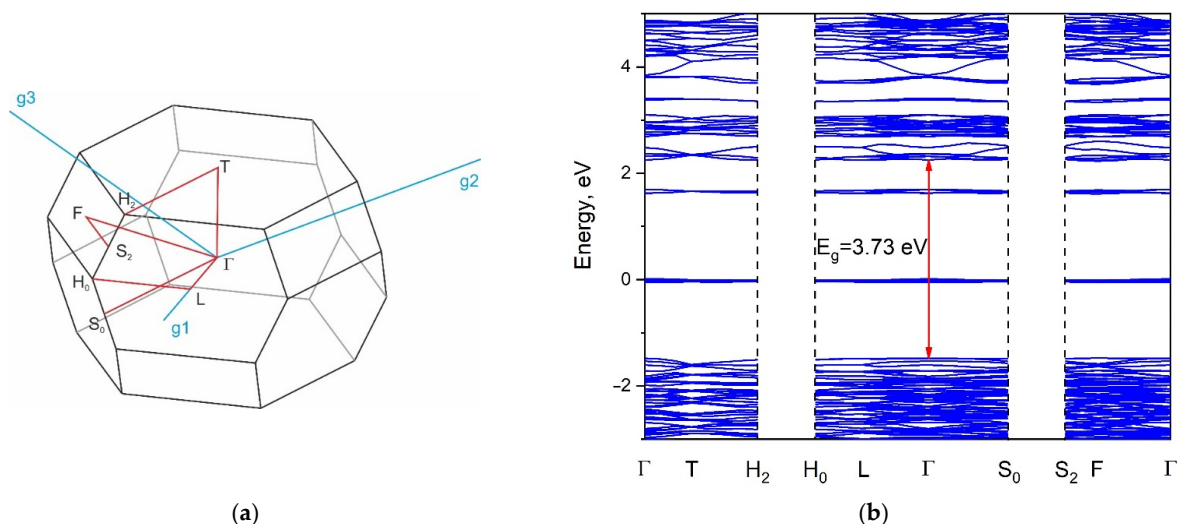 g3
g2
T
H2
F
S2
Γ
H0
L
S0
g1
(a)
Energy, eV
4
2
0
−2
Eg=3.73 eV
Γ T H2 H0 L Γ S0 S2 F Γ
(b)